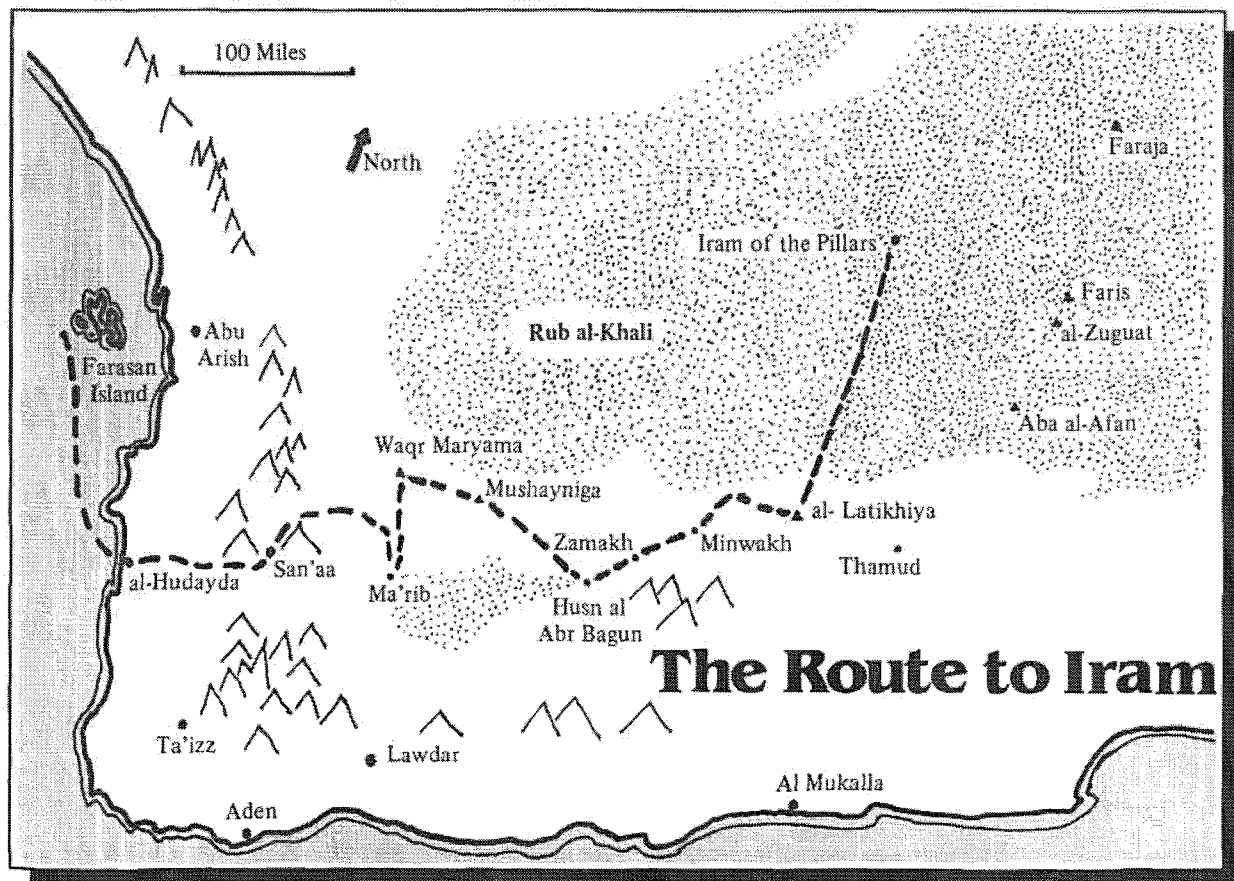 100 Miles
North
Faraja
Iram of the Pillars
Faris
al-Zuguat
Rub al-Khali
Abu
Arish
Farasan
Island
Aba al-Afan
Waqr Maryama
Mushayniga
al- Latikhiya
Zamakh
Minwakh
Thamud
al-Hudayda
San'aa
Ma'rib
Husn al
Abr Bagun
The Route to Iram
Ta'izz
Lawdar
Al Mukalla
Aden